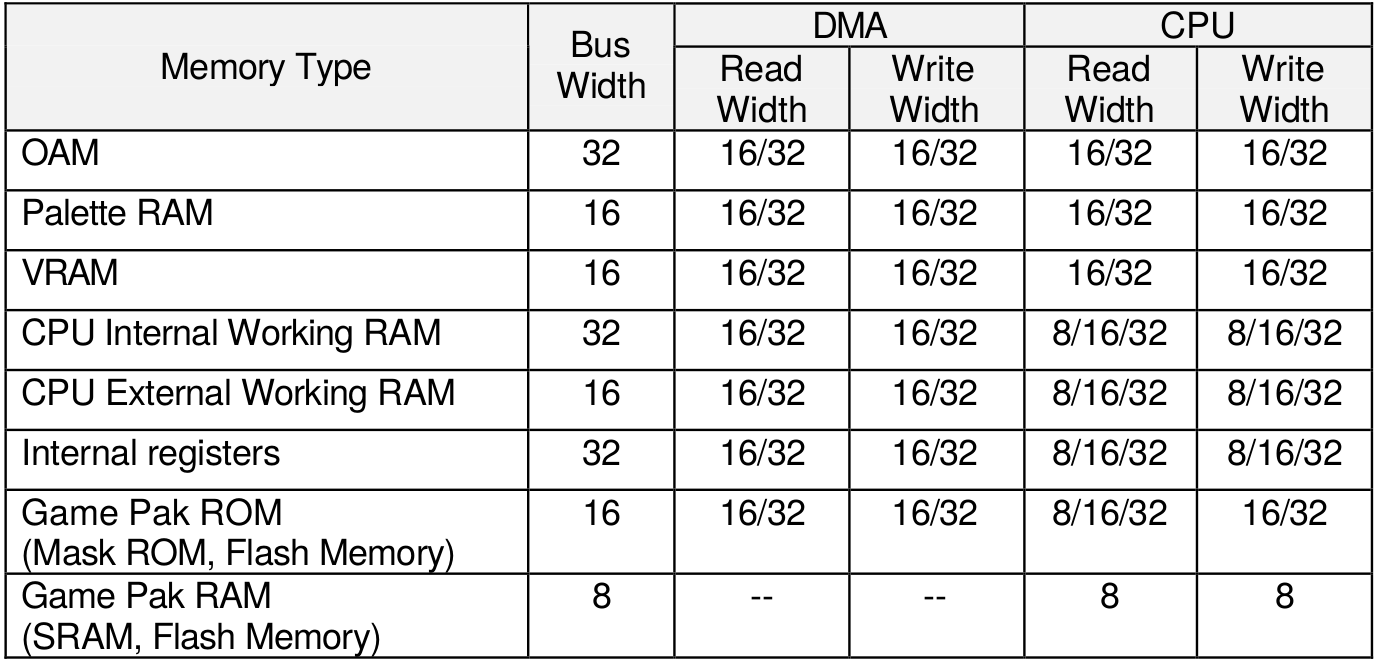 Memory Type Bus Width DMA CPU
Read Width Write Width Read Width Write Width
OAM 32 16/32 16/32 16/32 16/32
Palette RAM 16 16/32 16/32 16/32 16/32
VRAM 16 16/32 16/32 16/32 16/32
CPU Internal Working RAM 32 16/32 16/32 8/16/32 8/16/32
CPU External Working RAM 16 16/32 16/32 8/16/32 8/16/32
Internal registers 32 16/32 16/32 8/16/32 8/16/32
Game Pak ROM 16 16/32 16/32 8/16/32 16/32
(Mask ROM, Flash Memory)
Game Pak RAM 8 -- -- 8 8
(SRAM, Flash Memory)